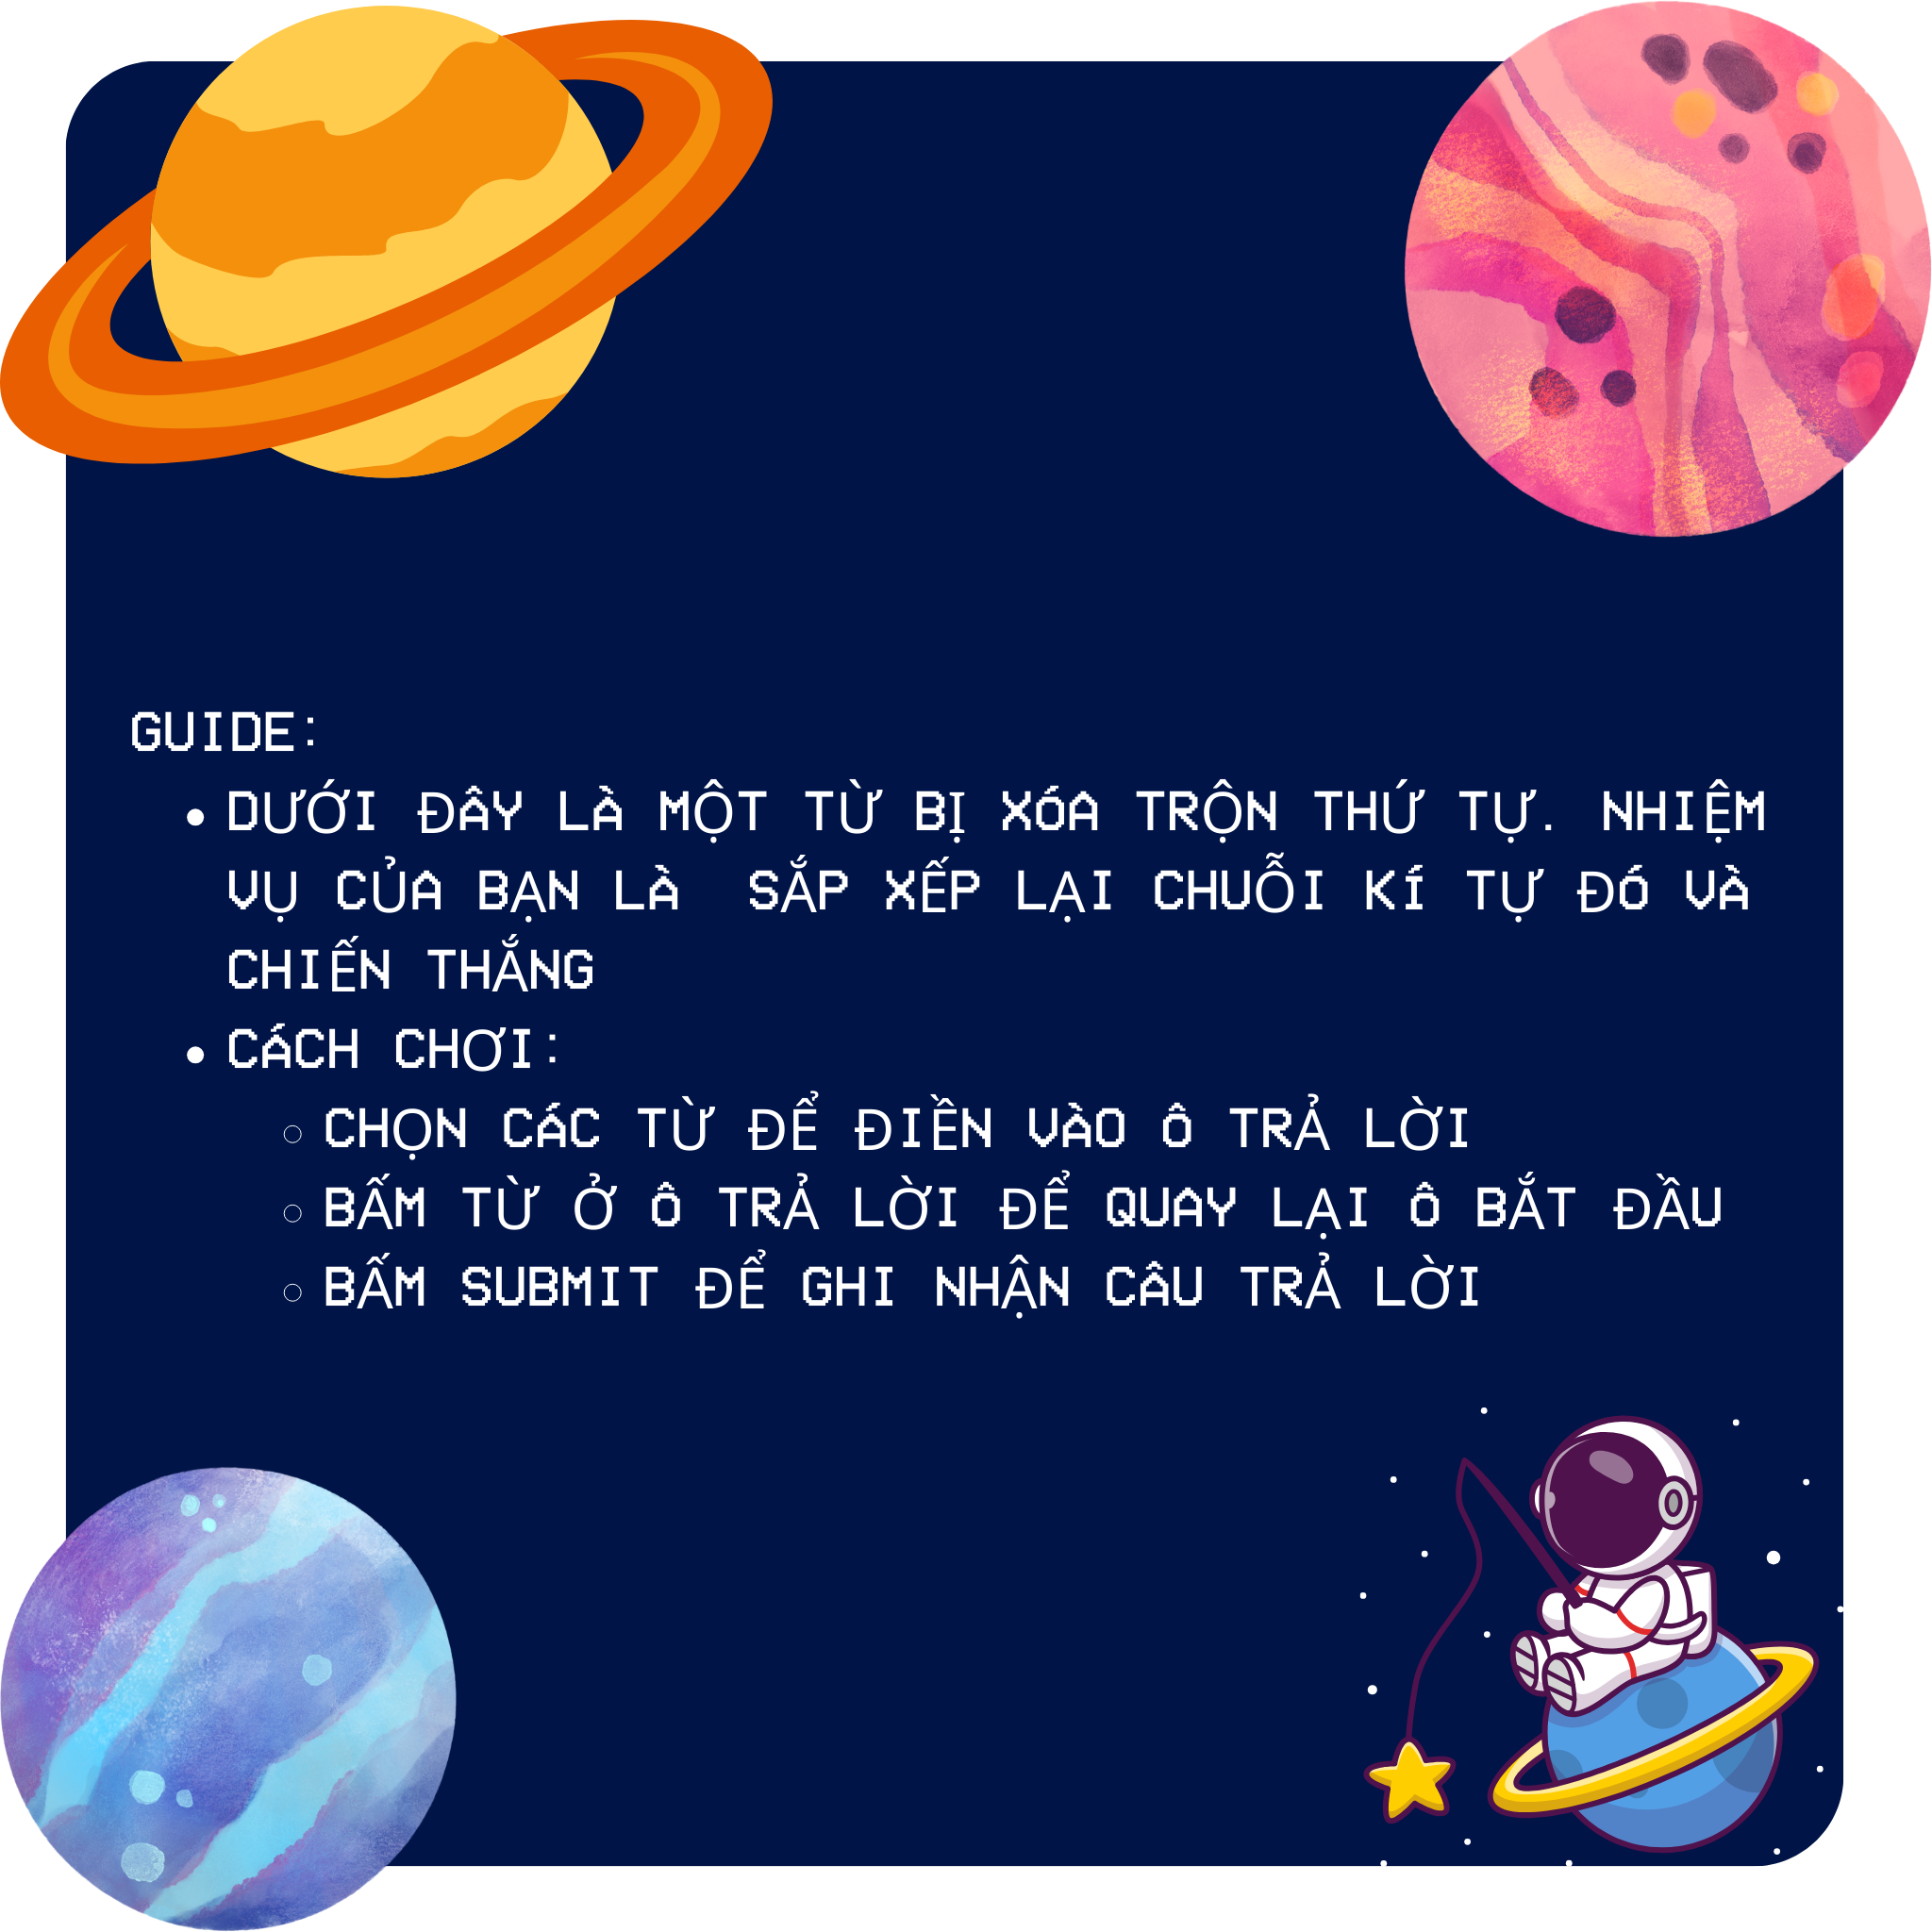 GUIDE:
• DƯỚI ĐÂY LÀ MỘT TỪ BỊ XÓA TRỘN THỨ TỰ. NHIỆM
VỤ CỦA BẠN LÀ SẮP XẾP LẠI CHUỖI KÍ TỰ ĐÓ VÀ
CHIẾN THẮNG
• CÁCH CHƠI:
○ CHỌN CÁC TỪ ĐỂ ĐIỀN VÀO Ô TRẢ LỜI
○ BẤM TỪ Ở Ô TRẢ LỜI ĐỂ QUAY LẠI Ô BẮT ĐẦU
○ BẤM SUBMIT ĐỂ GHI NHẬN CÂU TRẢ LỜI